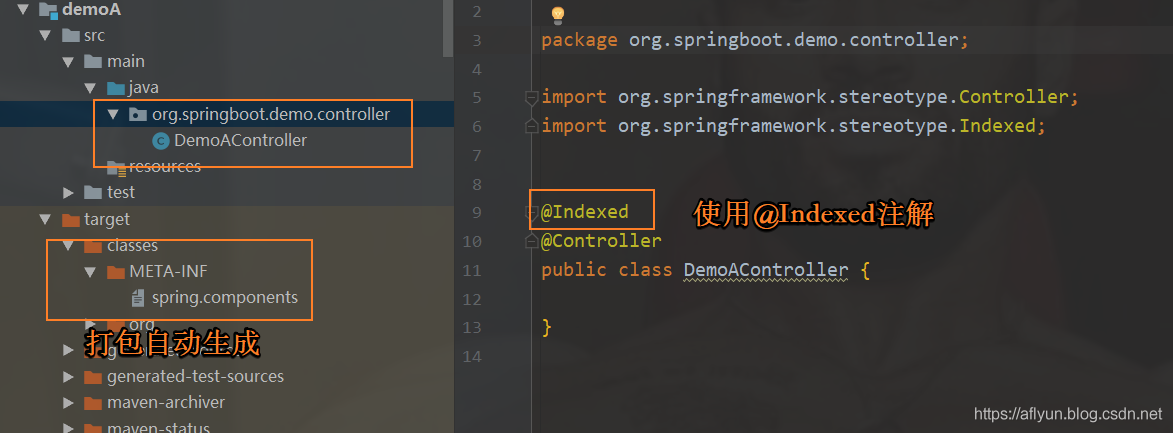 demoA
src
main
java
org.springboot.demo.controller
DemoAController
resources
test
target
classes
META-INF
spring.components
org
打包自动生成
generated-test-sources
maven-archiver
maven-status
2
3 package org.springboot.demo.controller;
4
5 import org.springframework.stereotype.Controller;
6 import org.springframework.stereotype.Indexed;
7
8
9 @Indexed
使用@Indexed注解
10 @Controller
11 public class DemoAController {
12
13 }
14
https://aflyun.blog.csdn.net